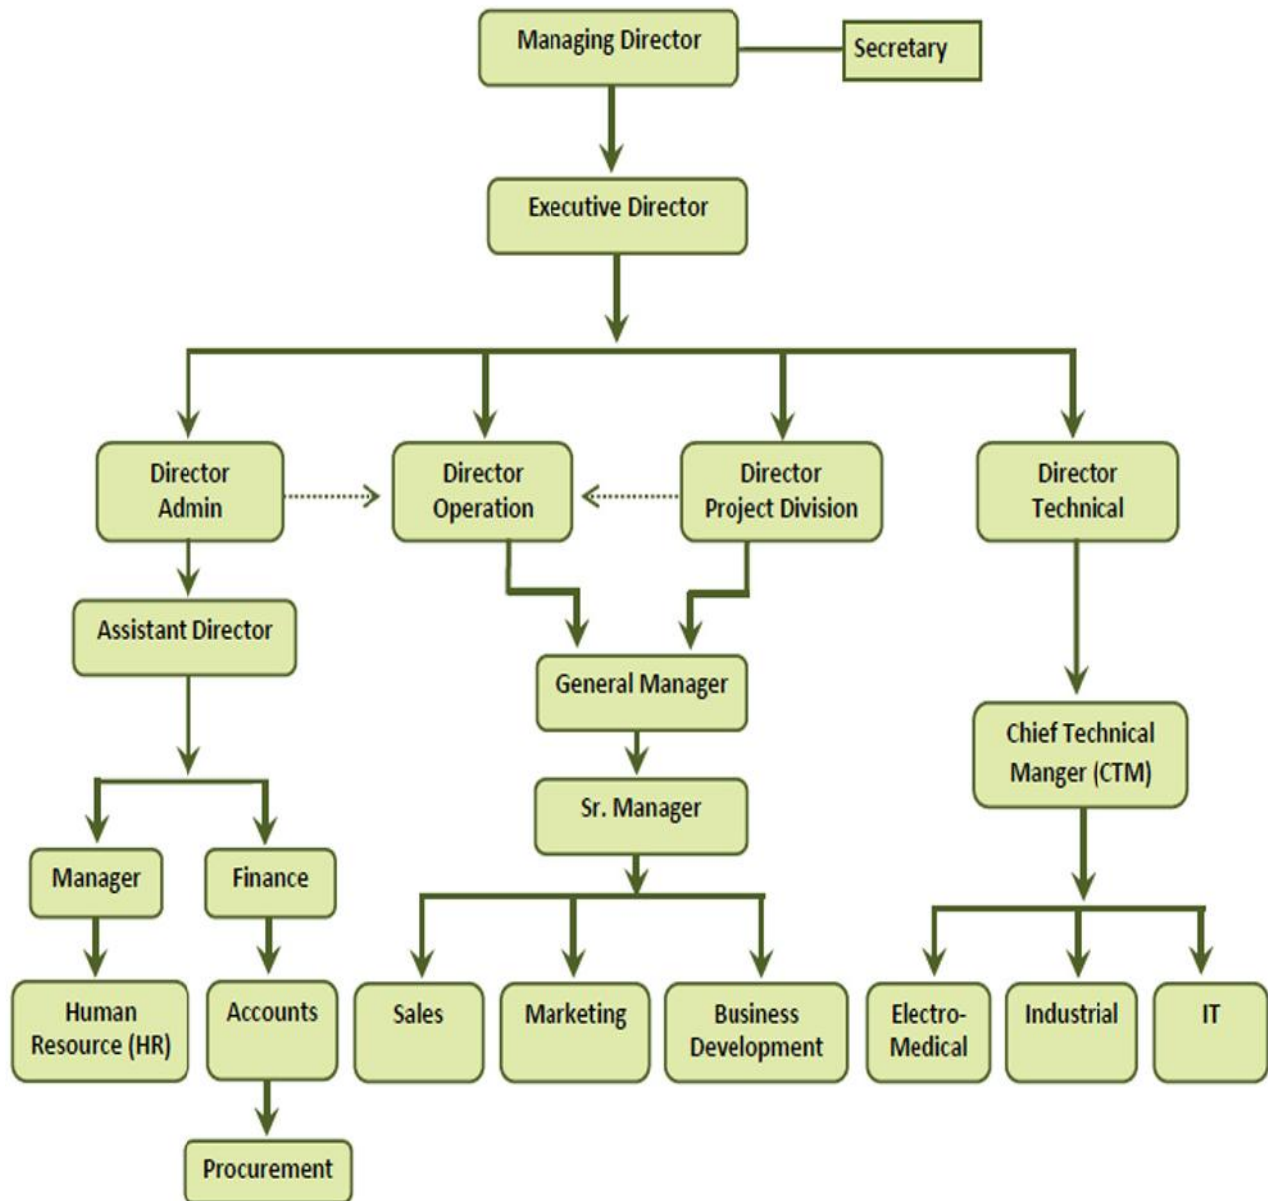 Managing Director
Secretary
Executive Director
Director
Admin
Director
Operation
Director
Project Division
Director
Technical
Assistant Director
General Manager
Chief Technical
Manger (CTM)
Sr. Manager
Manager
Finance
Human
Resource (HR)
Accounts
Sales
Marketing
Business
Development
Electro-
Medical
Industrial
IT
Procurement